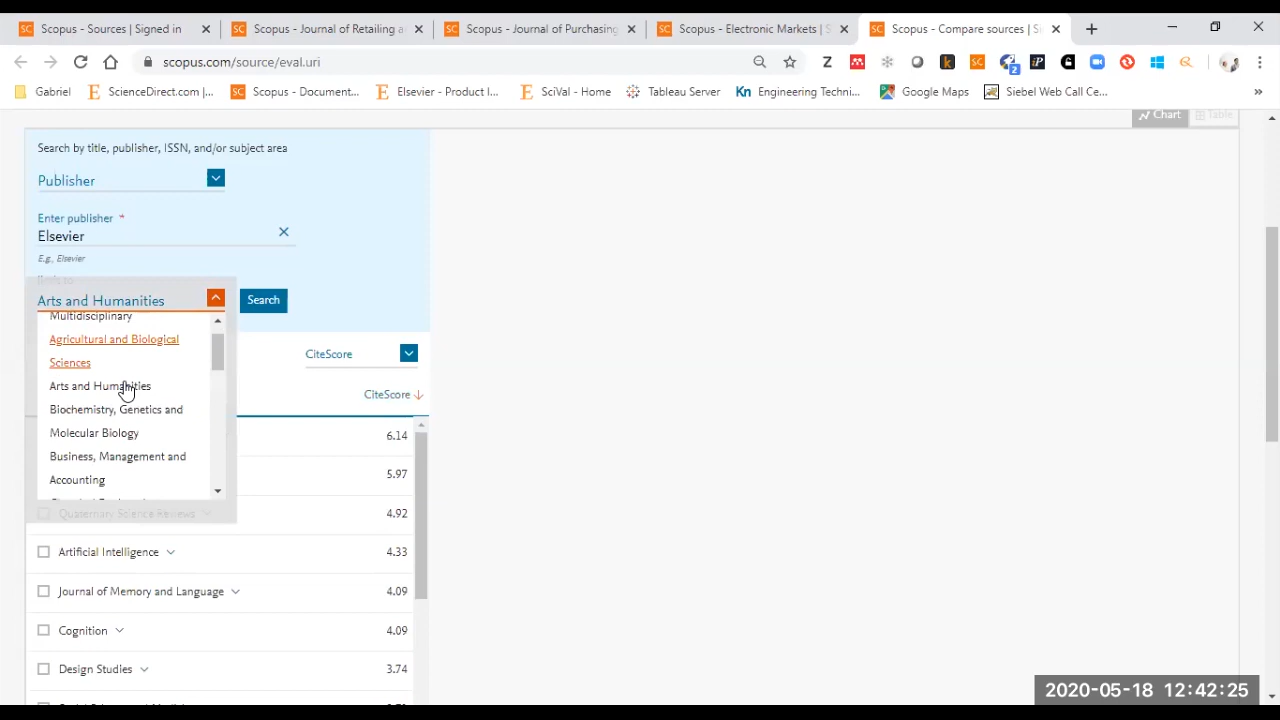 Scopus - Sources | Signed in
Scopus - Journal of Retailing a
Scopus - Journal of Purchasing
Scopus - Electronic Markets | S
Scopus - Compare sources | Si
scopus.com/source/eval.uri
Gabriel
ScienceDirect.com |...
Scopus - Document...
Elsevier - Product I...
SciVal - Home
Tableau Server
Kn Engineering Techni...
Google Maps
Siebel Web Call Ce...
»
Chart
Table
Search by title, publisher, ISSN, and/or subject area
Publisher
Enter publisher *
Elsevier
E.g., Elsevier
Arts and Humanities
Search
Multidisciplinary
Agricultural and Biological
Sciences
Arts and Humanities
Biochemistry, Genetics and
Molecular Biology
Business, Management and
Accounting
CiteScore
CiteScore
6.14
5.97
Quaternary Science Reviews
4.92
Artificial Intelligence
4.33
Journal of Memory and Language
4.09
Cognition
4.09
Design Studies
3.74
2020-05-18 12:42:25